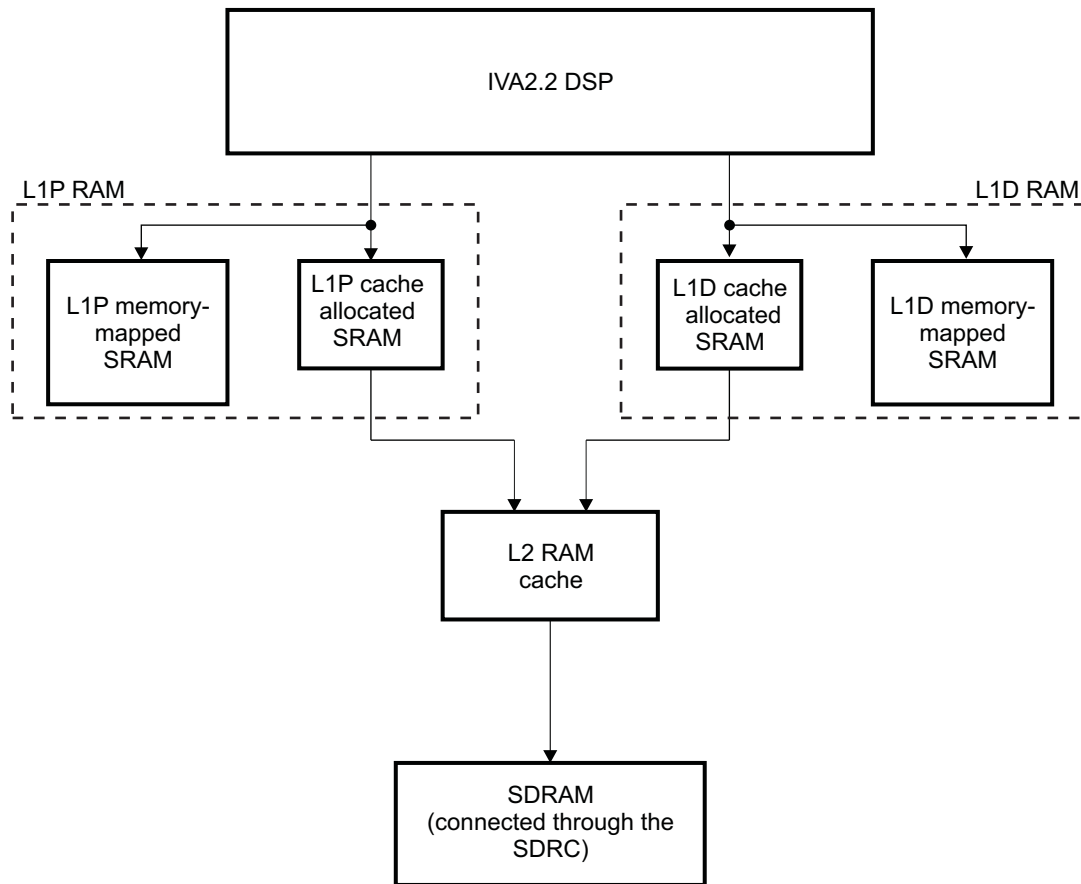 IVA2.2 DSP
L1P RAM
L1D RAM
L1P memory-
mapped
SRAM
L1P cache
allocated
SRAM
L1D cache
allocated
SRAM
L1D memory-
mapped
SRAM
L2 RAM
cache
SDRAM
(connected through the
SDRC)